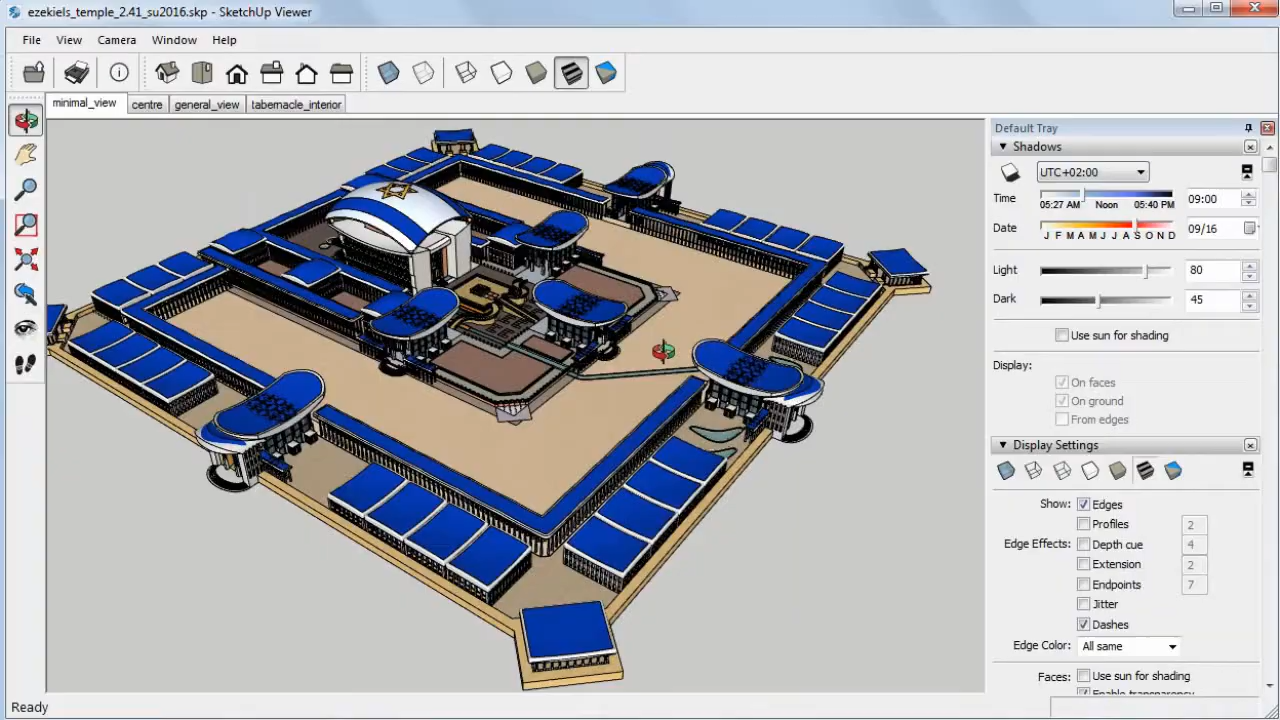 ezekiels_temple_2.41_su2016.skp - SketchUp Viewer
File View Camera Window Help
minimal_view centre general_view tabernacle_interior
Default Tray
Shadows
UTC+02:00
Time 05:27 AM Noon 05:40 PM 09:00
Date J F M A M J J A S O N D 09/16
Light 80
Dark 45
Use sun for shading
Display:
On faces
On ground
From edges
Display Settings
Show: Edges
Profiles 2
Edge Effects: Depth cue 4
Extension 2
Endpoints 7
Jitter
Dashes
Edge Color: All same
Faces: Use sun for shading
Enable transparency
Ready